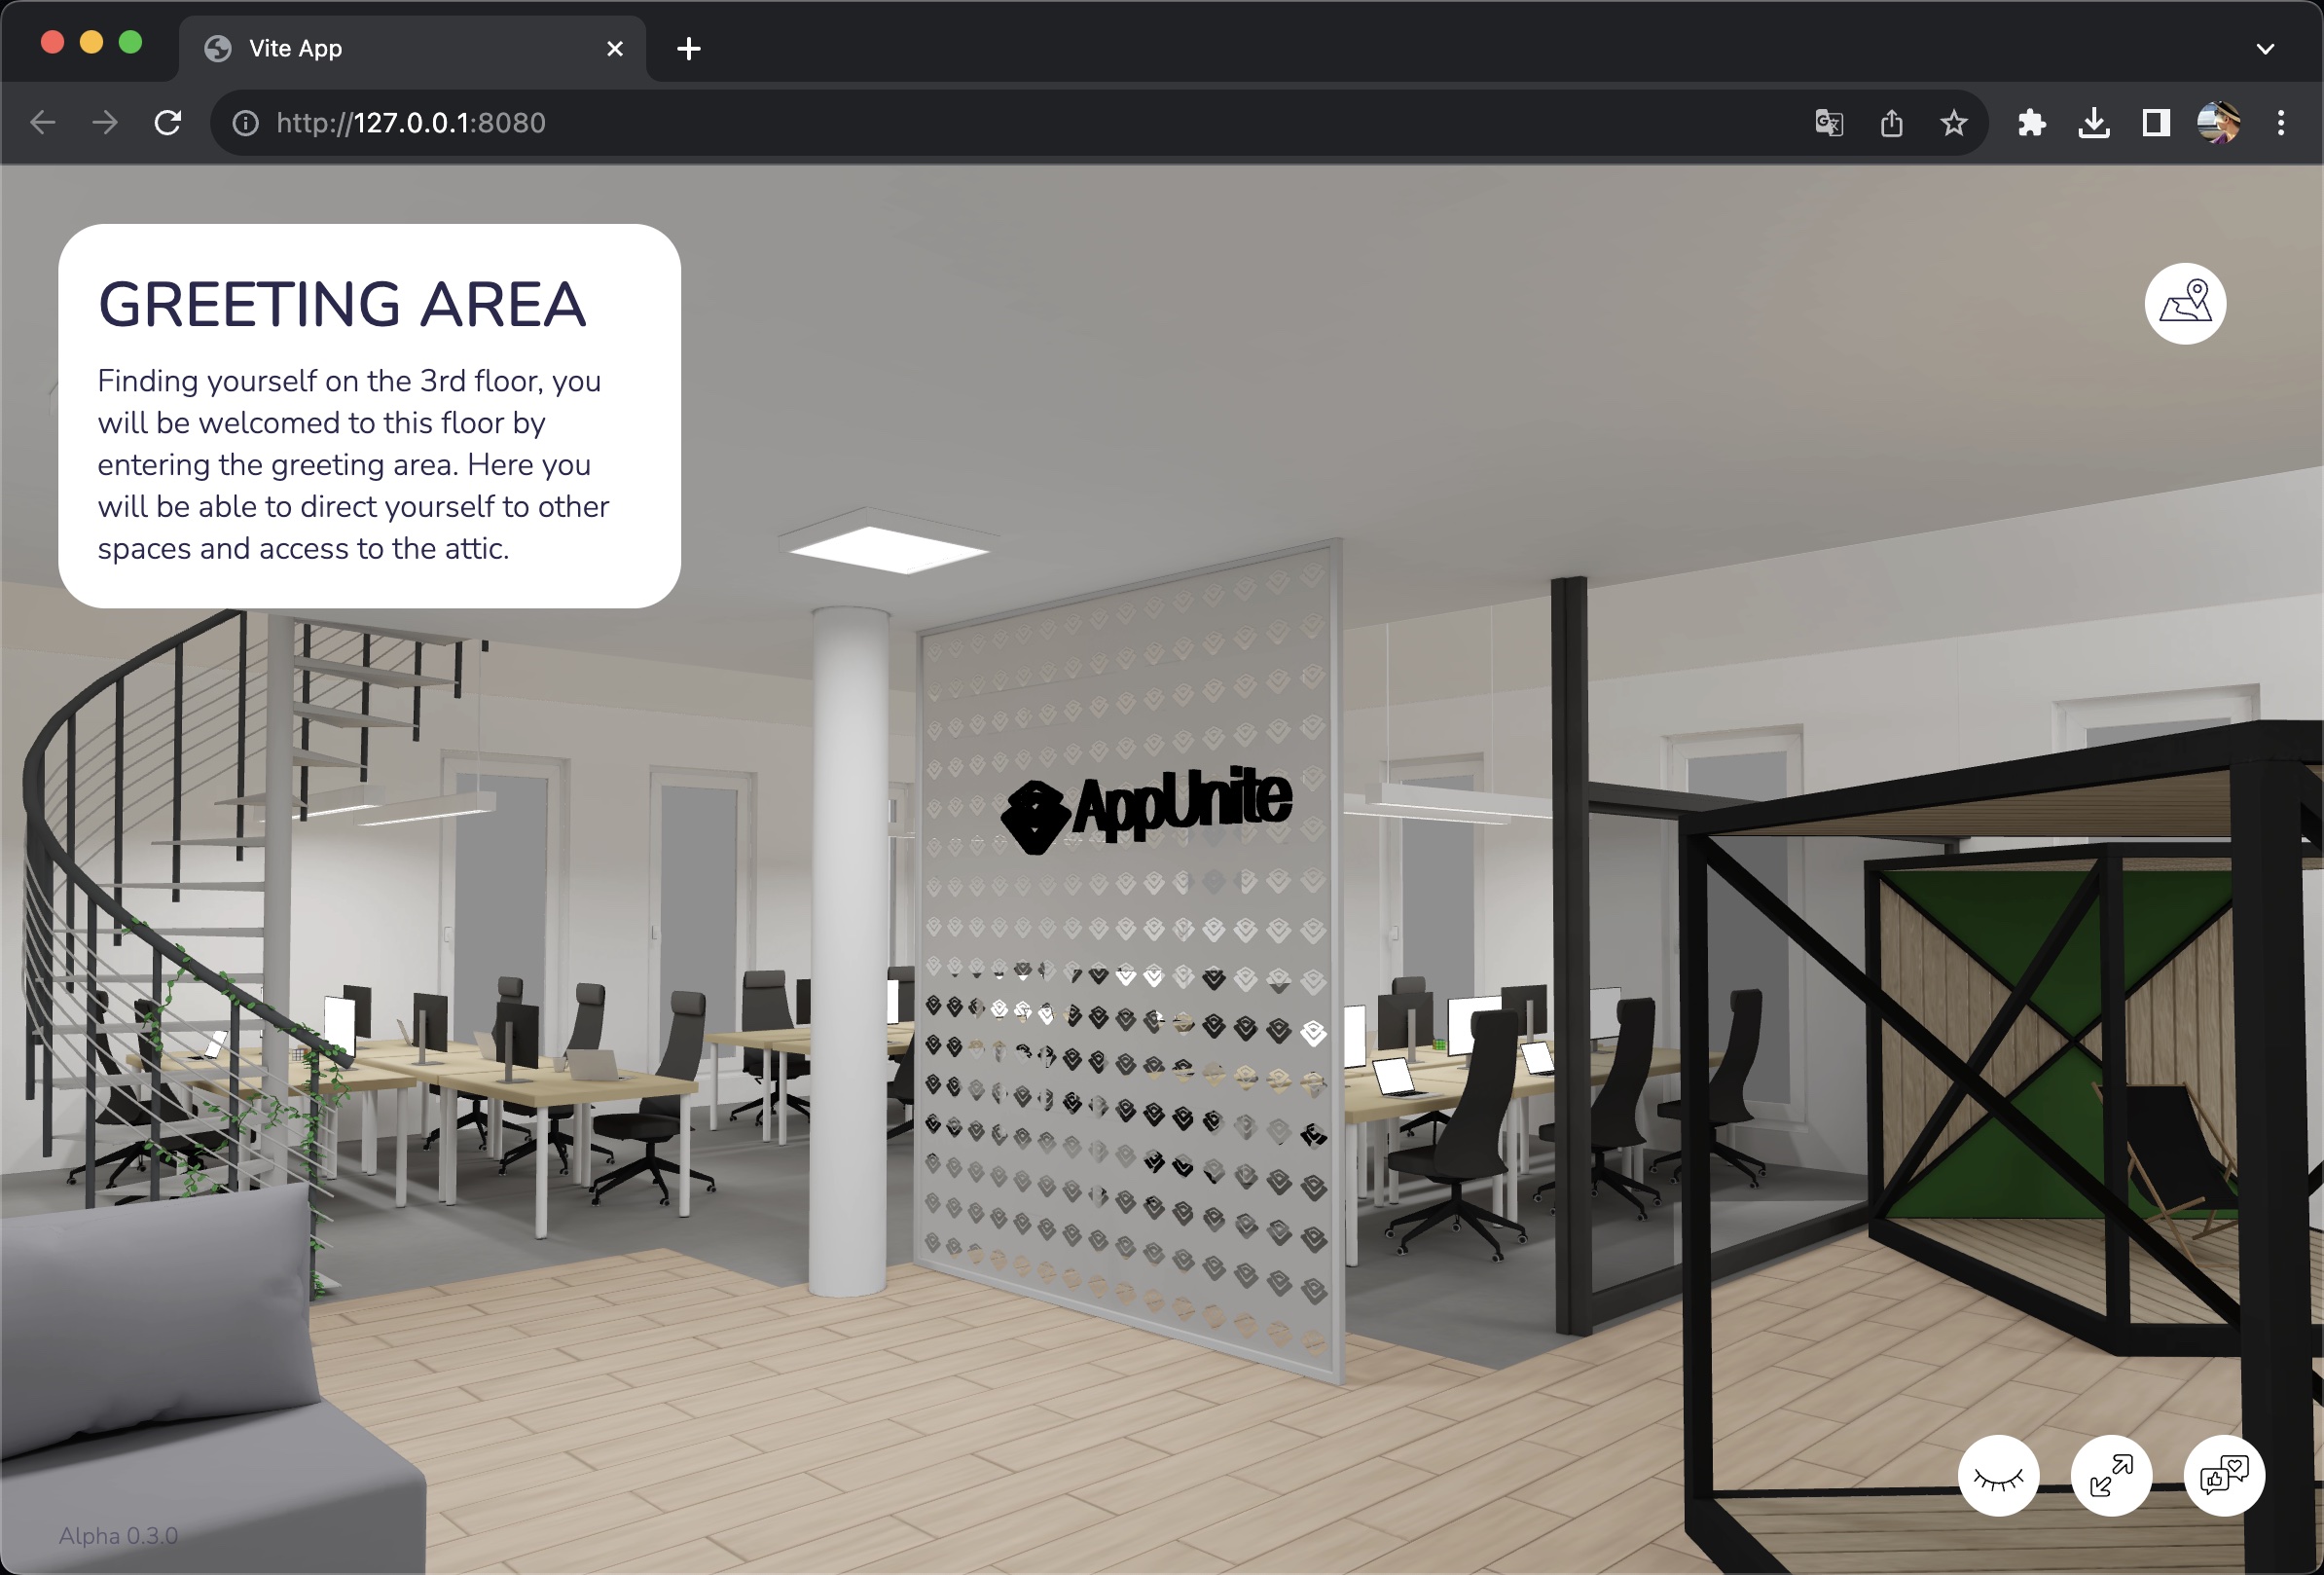 Vite App
http://127.0.0.1:8080
GREETING AREA
Finding yourself on the 3rd floor, you
will be welcomed to this floor by
entering the greeting area. Here you
will be able to direct yourself to other
spaces and access to the attic.
AppUnite
Alpha 0.3.0